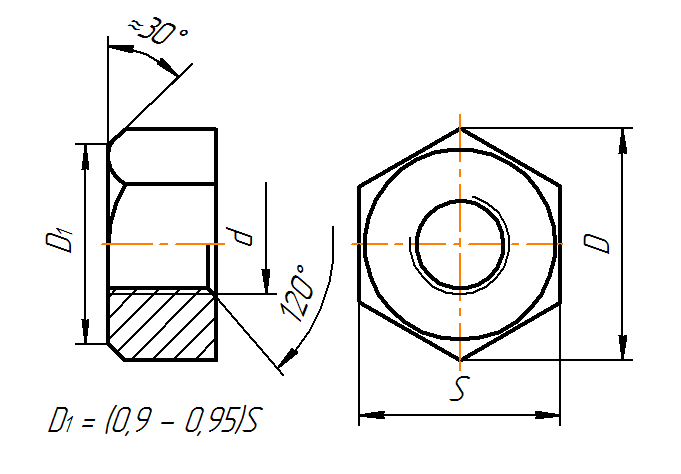 ≈30°
D1
d
120°
D
S
D1 = (0,9 – 0,95)S